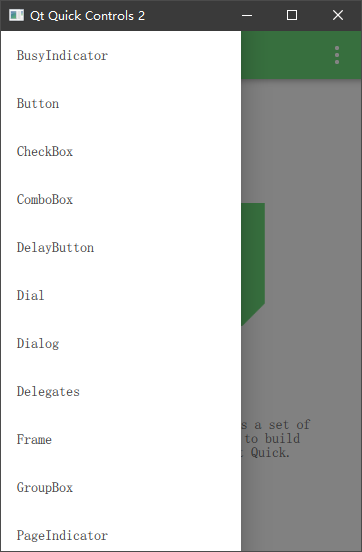 Qt Quick Controls 2
BusyIndicator
Button
CheckBox
ComboBox
DelayButton
Dial
Dialog
Delegates
Frame
GroupBox
PageIndicator
s a set of
to build
Quick.